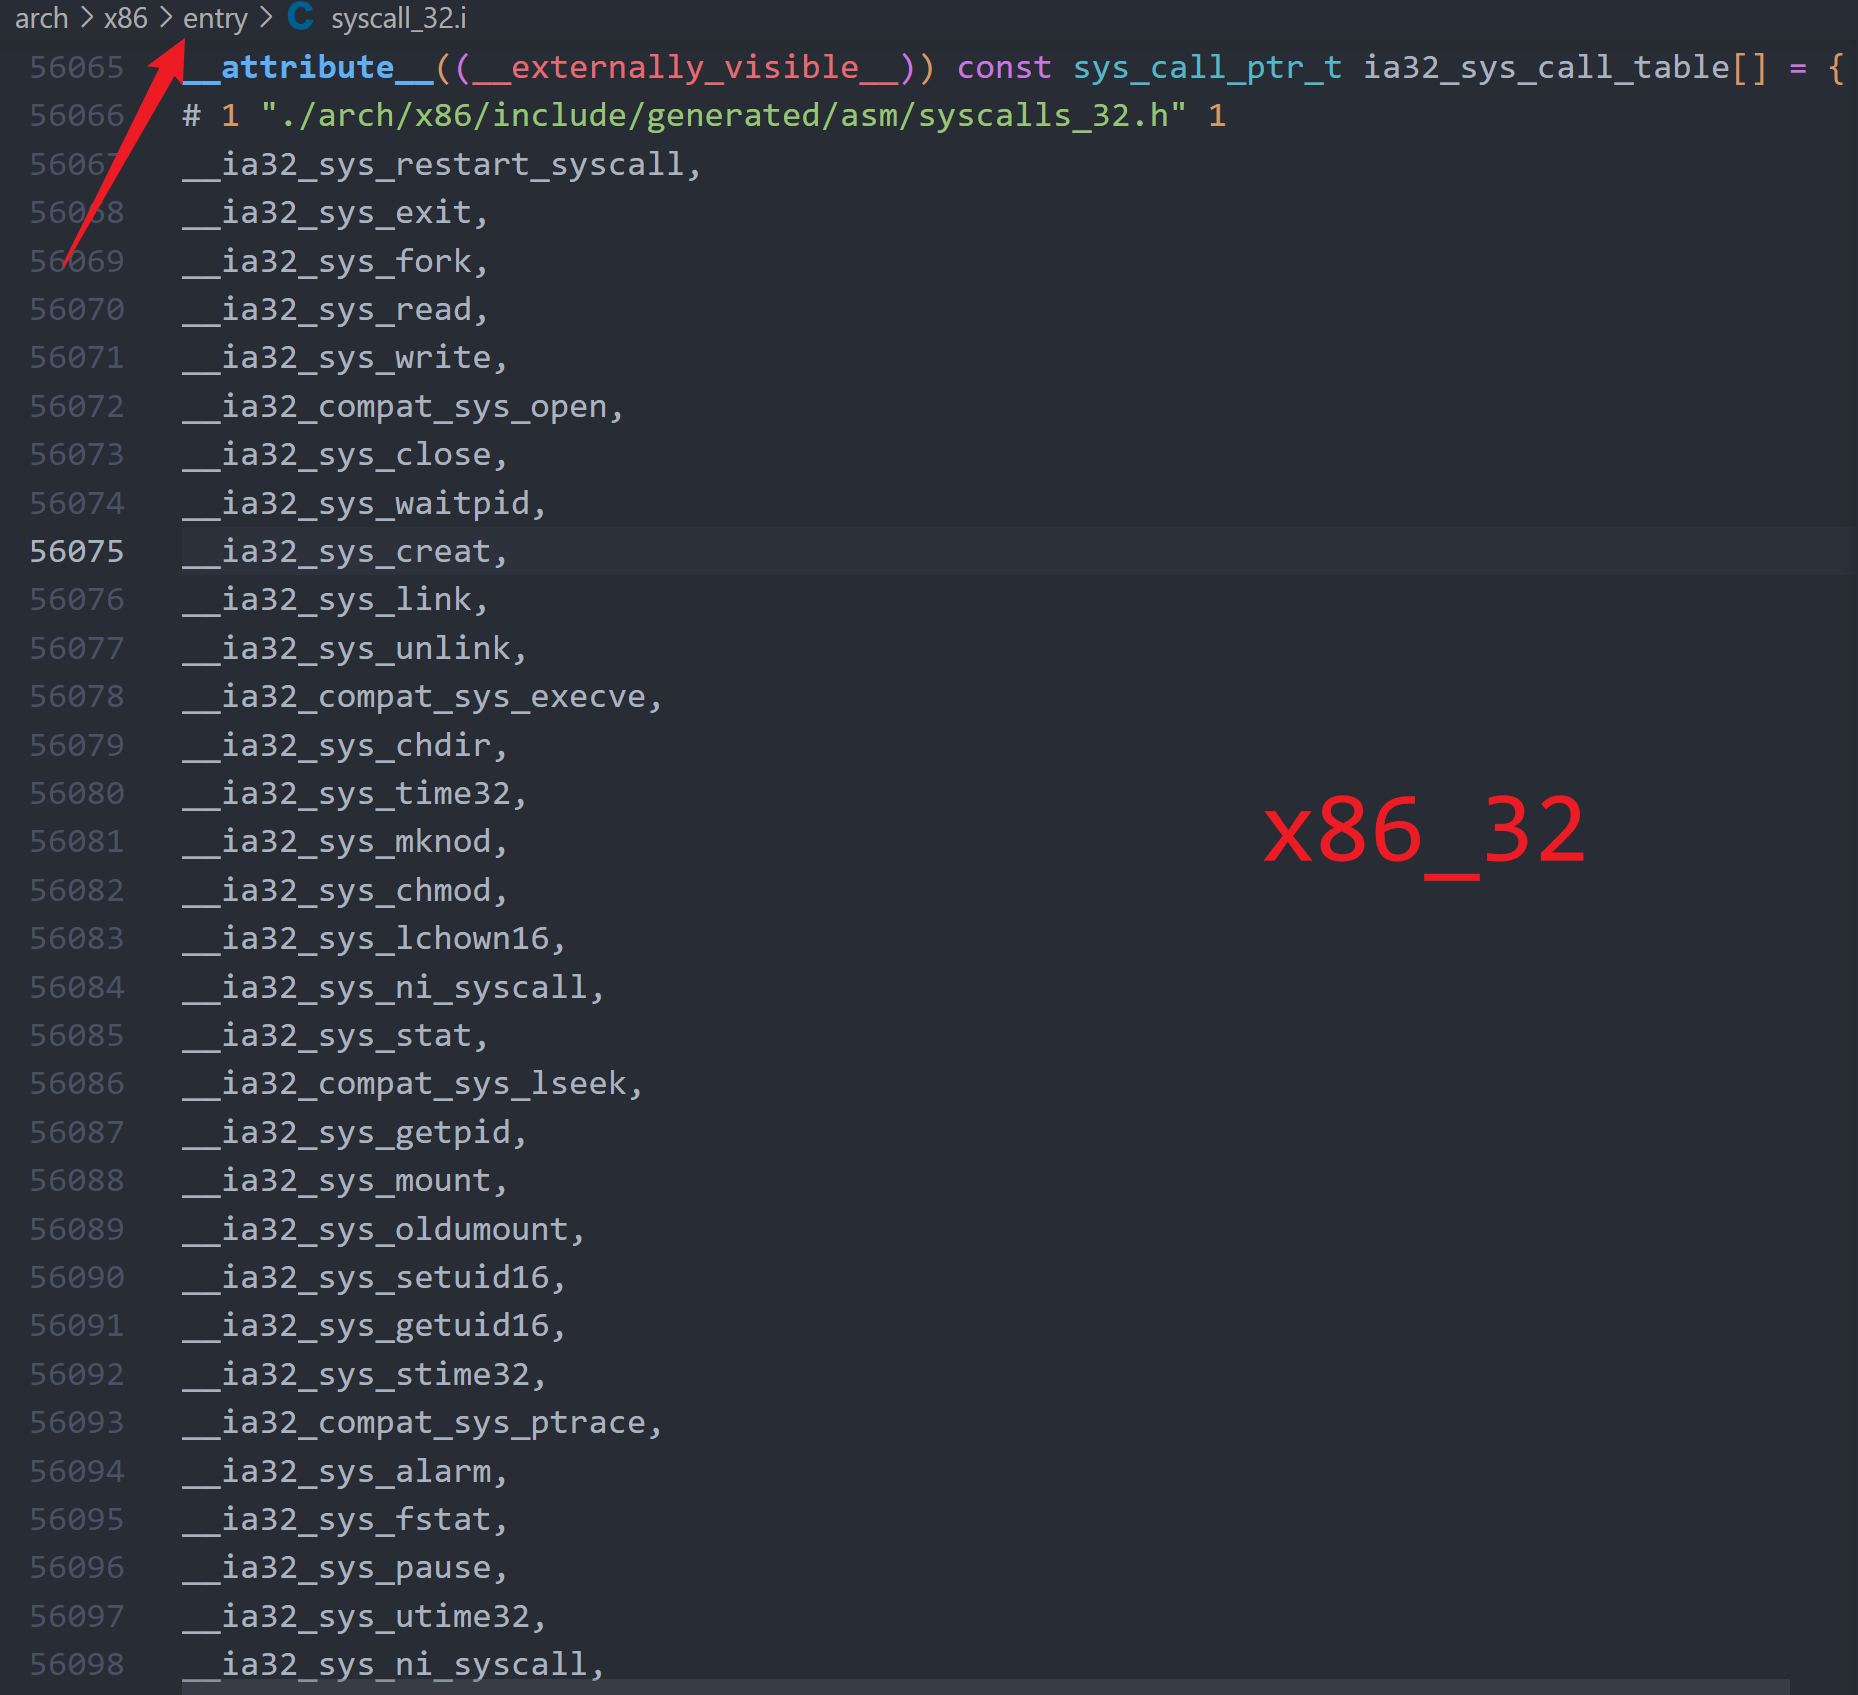 arch > x86 > entry > C syscall_32.i
56065 __attribute__((__externally_visible__)) const sys_call_ptr_t ia32_sys_call_table[] = {
56066 # 1 "./arch/x86/include/generated/asm/syscalls_32.h" 1
56067 __ia32_sys_restart_syscall,
56068 __ia32_sys_exit,
56069 __ia32_sys_fork,
56070 __ia32_sys_read,
56071 __ia32_sys_write,
56072 __ia32_compat_sys_open,
56073 __ia32_sys_close,
56074 __ia32_sys_waitpid,
56075 __ia32_sys_creat,
56076 __ia32_sys_link,
56077 __ia32_sys_unlink,
56078 __ia32_compat_sys_execve,
56079 __ia32_sys_chdir,
56080 __ia32_sys_time32,
56081 __ia32_sys_mknod,
x86_32
56082 __ia32_sys_chmod,
56083 __ia32_sys_lchown16,
56084 __ia32_sys_ni_syscall,
56085 __ia32_sys_stat,
56086 __ia32_compat_sys_lseek,
56087 __ia32_sys_getpid,
56088 __ia32_sys_mount,
56089 __ia32_sys_oldumount,
56090 __ia32_sys_setuid16,
56091 __ia32_sys_getuid16,
56092 __ia32_sys_stime32,
56093 __ia32_compat_sys_ptrace,
56094 __ia32_sys_alarm,
56095 __ia32_sys_fstat,
56096 __ia32_sys_pause,
56097 __ia32_sys_utime32,
56098 __ia32_sys_ni_syscall,